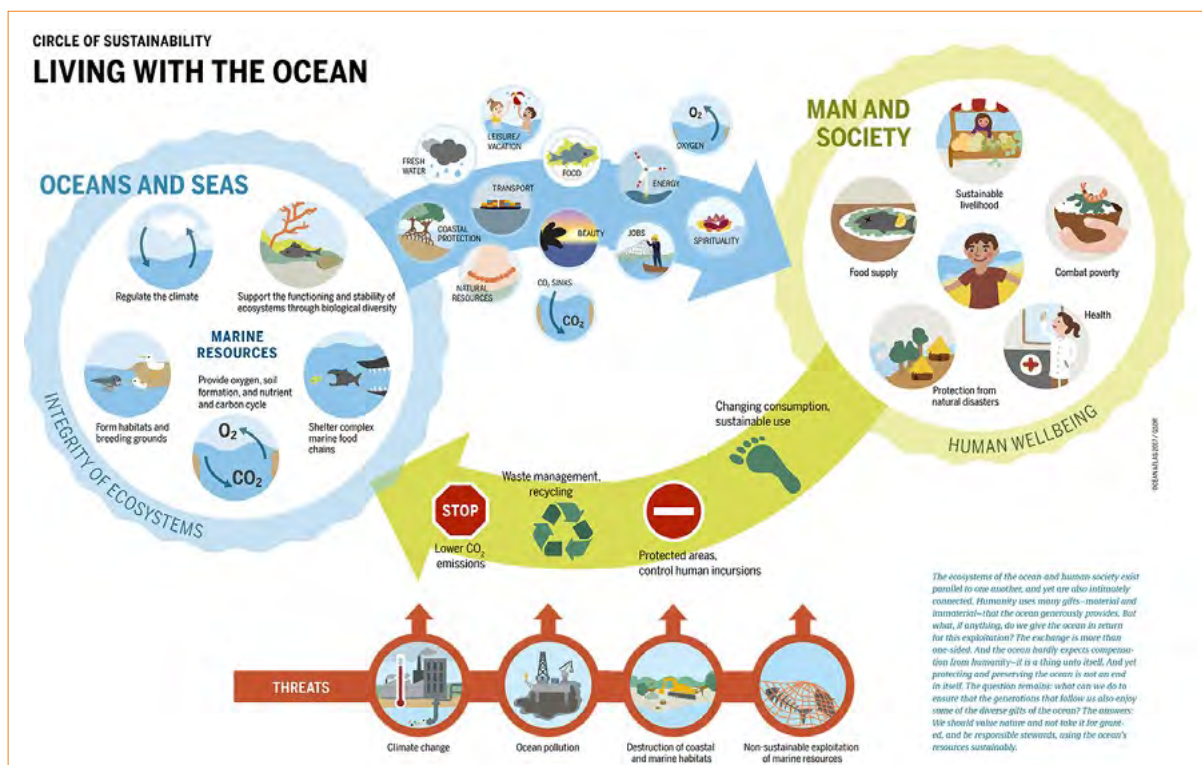 CIRCLE OF SUSTAINABILITY
LIVING WITH THE OCEAN
OCEANS AND SEAS
Regulate the climate
Support the functioning and stability of
ecosystems through biological diversity
MARINE
RESOURCES
Provide oxygen, soil
formation, and nutrient
and carbon cycle
Form habitats and
breeding grounds
O2
CO2
Shelter complex
marine food
chains
INTEGRITY OF ECOSYSTEMS
FRESH
WATER
LEISURE/
VACATION
FOOD
O2
OXYGEN
TRANSPORT
ENERGY
COASTAL
PROTECTION
BEAUTY
JOBS
SPIRITUALITY
NATURAL
RESOURCES
CO2 SINKS
CO2
MAN AND
SOCIETY
Sustainable
livelihood
Food supply
Combat poverty
Health
Protection from
natural disasters
HUMAN WELLBEING
Changing consumption,
sustainable use
Waste management,
recycling
STOP
Lower CO2
emissions
Protected areas,
control human incursions
THREATS
Climate change
Ocean pollution
Destruction of coastal
and marine habitats
Non-sustainable exploitation
of marine resources
The ecosystems of the ocean and human society exist
parallel to one another, and yet are also intimately
connected. Humanity uses many gifts—material and
immaterial—that the ocean generously provides. But
what, if anything, do we give the ocean in return
for this exploitation? The exchange is more than
one-sided. And the ocean hardly expects compensa-
tion from humanity—it is a thing unto itself. And yet
protecting and preserving the ocean is not an end
in itself. The question remains: what can we do to
ensure that the generations that follow us also enjoy
some of the diverse gifts of the ocean? The answers:
We should value nature and not take it for grant-
ed, and be responsible stewards, using the ocean's
resources sustainably.
OCEAN ATLAS 2017 / GSDR